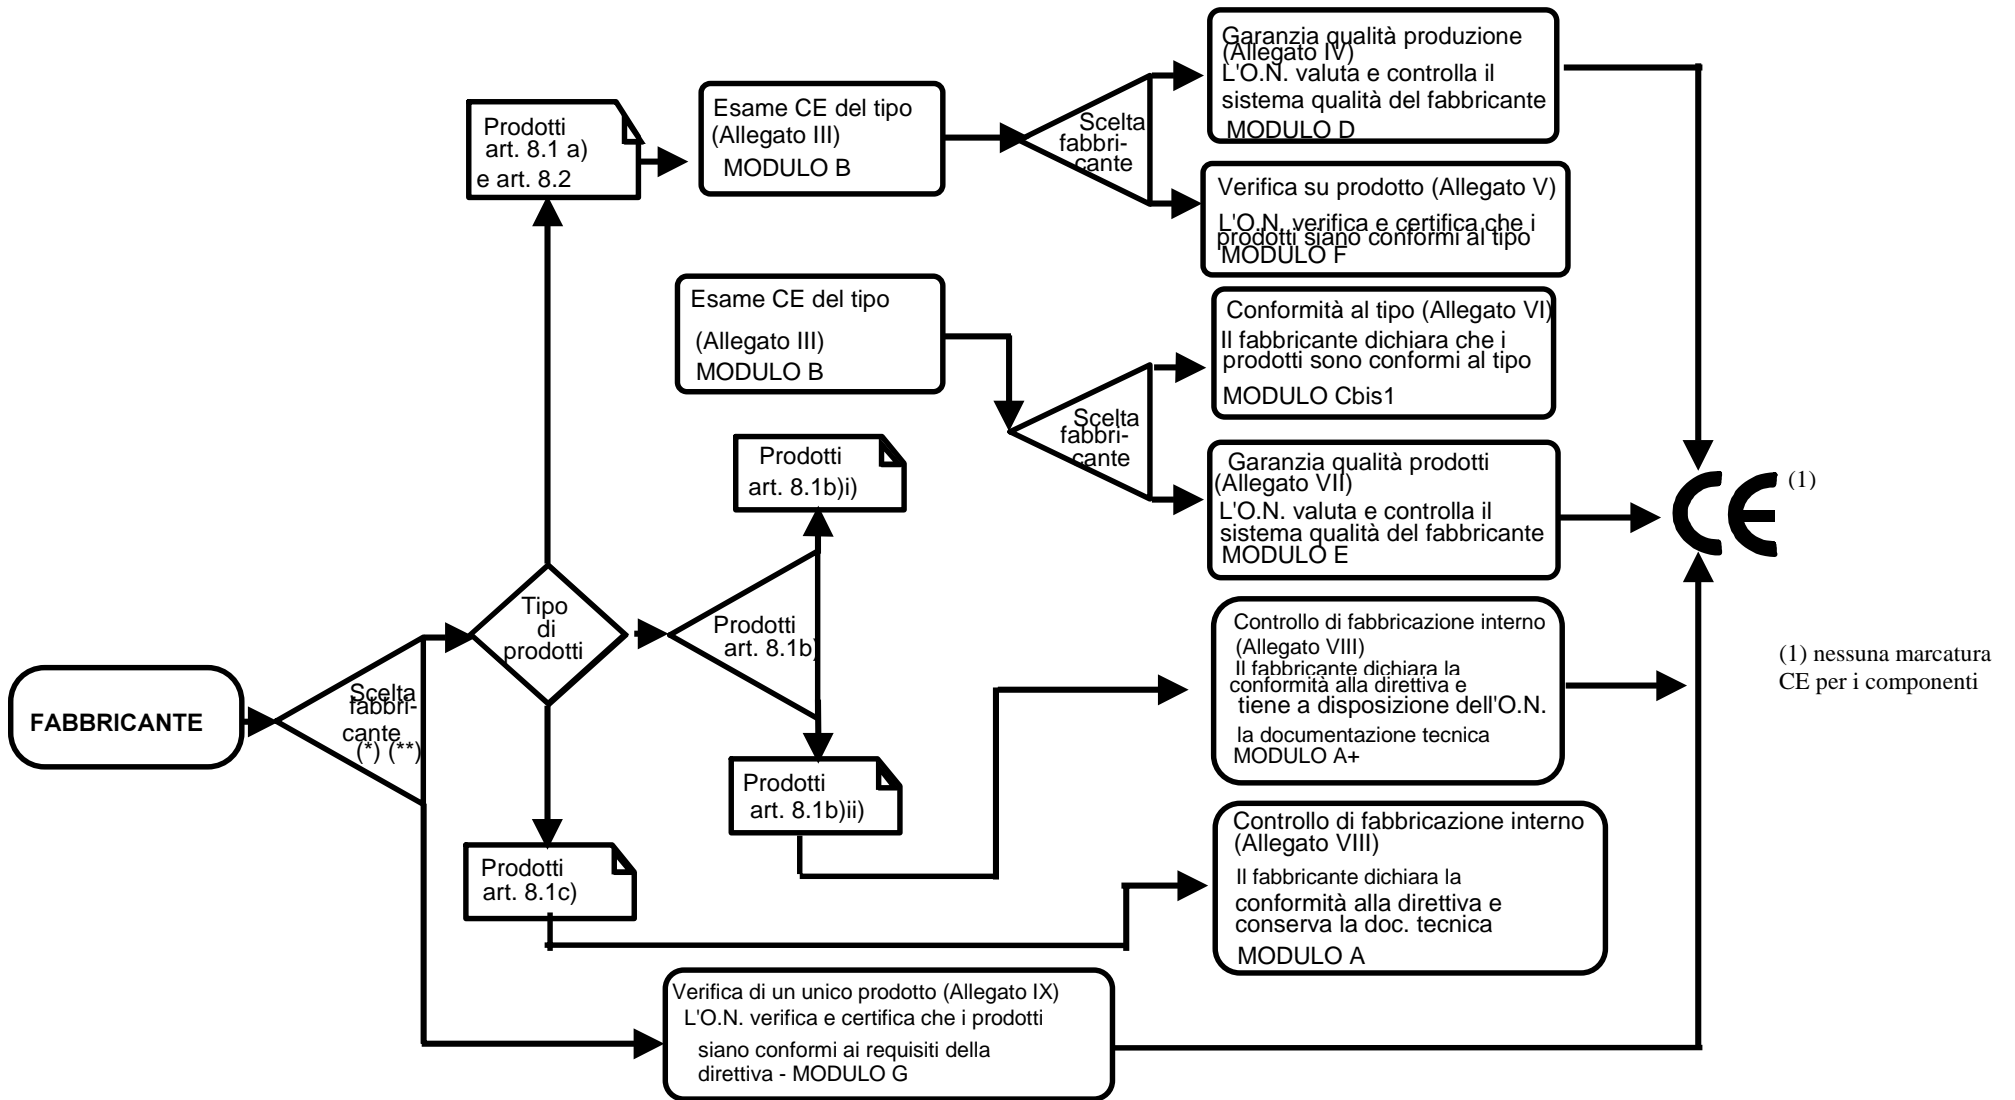 Garanzia qualità produzione
(Allegato IV)
L'O.N. valuta e controlla il
sistema qualità del fabbricante
MODULO D
Esame CE del tipo
(Allegato III)
MODULO B
Prodotti
art. 8.1 a)
e art. 8.2
Scelta
fabbri-
cante
Verifica su prodotto (Allegato V)
L'O.N. verifica e certifica che i
prodotti siano conformi al tipo
MODULO F
Esame CE del tipo
(Allegato III)
MODULO B
Conformità al tipo (Allegato VI)
Il fabbricante dichiara che i
prodotti sono conformi al tipo
MODULO Cbis1
Scelta
fabbri-
cante
Prodotti
art. 8.1b)i)
Garanzia qualità prodotti
(Allegato VII)
L'O.N. valuta e controlla il
sistema qualità del fabbricante
MODULO E
CE (1)
Tipo
di
prodotti
Prodotti
art. 8.1b)
Controllo di fabbricazione interno
(Allegato VIII)
Il fabbricante dichiara la
conformità alla direttiva e
tiene a disposizione dell'O.N.
la documentazione tecnica
MODULO A+
(1) nessuna marcatura
CE per i componenti
FABBRICANTE
Scelta
fabbri-
cante
(*) (**)
Prodotti
art. 8.1b)ii)
Prodotti
art. 8.1c)
Controllo di fabbricazione interno
(Allegato VIII)
Il fabbricante dichiara la
conformità alla direttiva e
conserva la doc. tecnica
MODULO A
Verifica di un unico prodotto (Allegato IX)
L'O.N. verifica e certifica che i prodotti
siano conformi ai requisiti della
direttiva - MODULO G